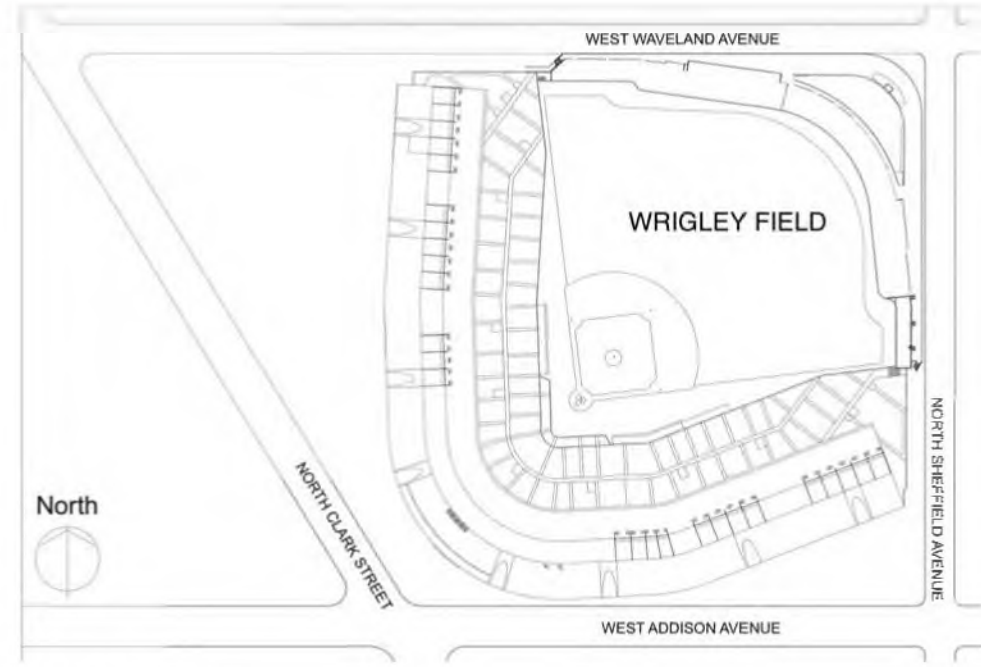 WEST WAVELAND AVENUE
WRIGLEY FIELD
NORTH SHEFFIELD AVENUE
NORTH CLARK STREET
North
WEST ADDISON AVENUE